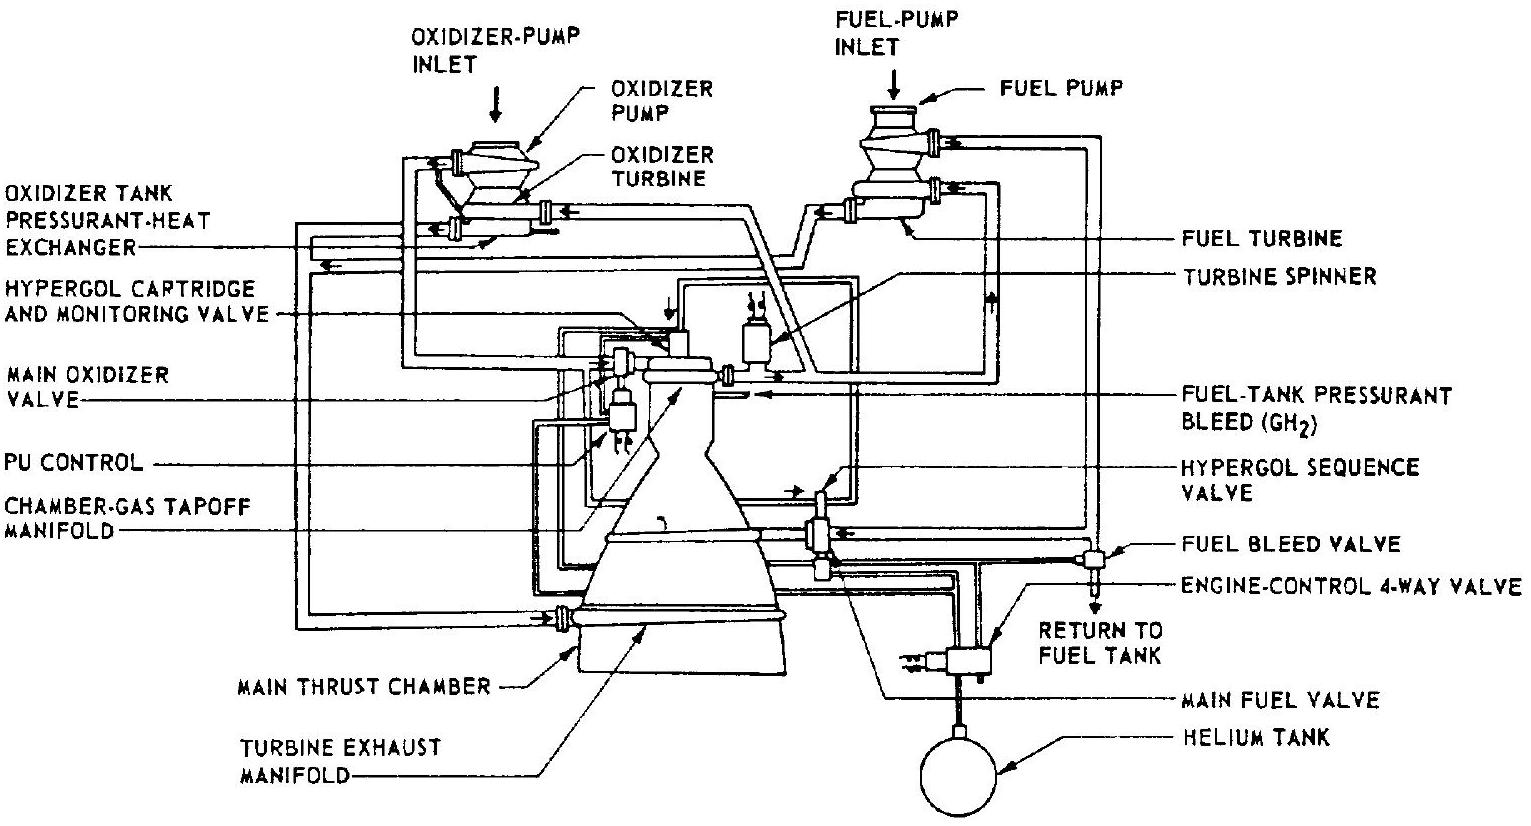 OXIDIZER-PUMP
INLET
FUEL-PUMP
INLET
OXIDIZER
PUMP
FUEL PUMP
OXIDIZER
TURBINE
OXIDIZER TANK
PRESSURANT-HEAT
EXCHANGER
FUEL TURBINE
TURBINE SPINNER
HYPERGOL CARTRIDGE
AND MONITORING VALVE
MAIN OXIDIZER
VALVE
FUEL-TANK PRESSURANT
BLEED (GH2)
PU CONTROL
HYPERGOL SEQUENCE
VALVE
CHAMBER-GAS TAPOFF
MANIFOLD
FUEL BLEED VALVE
ENGINE-CONTROL 4-WAY VALVE
RETURN TO
FUEL TANK
MAIN THRUST CHAMBER
MAIN FUEL VALVE
TURBINE EXHAUST
MANIFOLD
HELIUM TANK